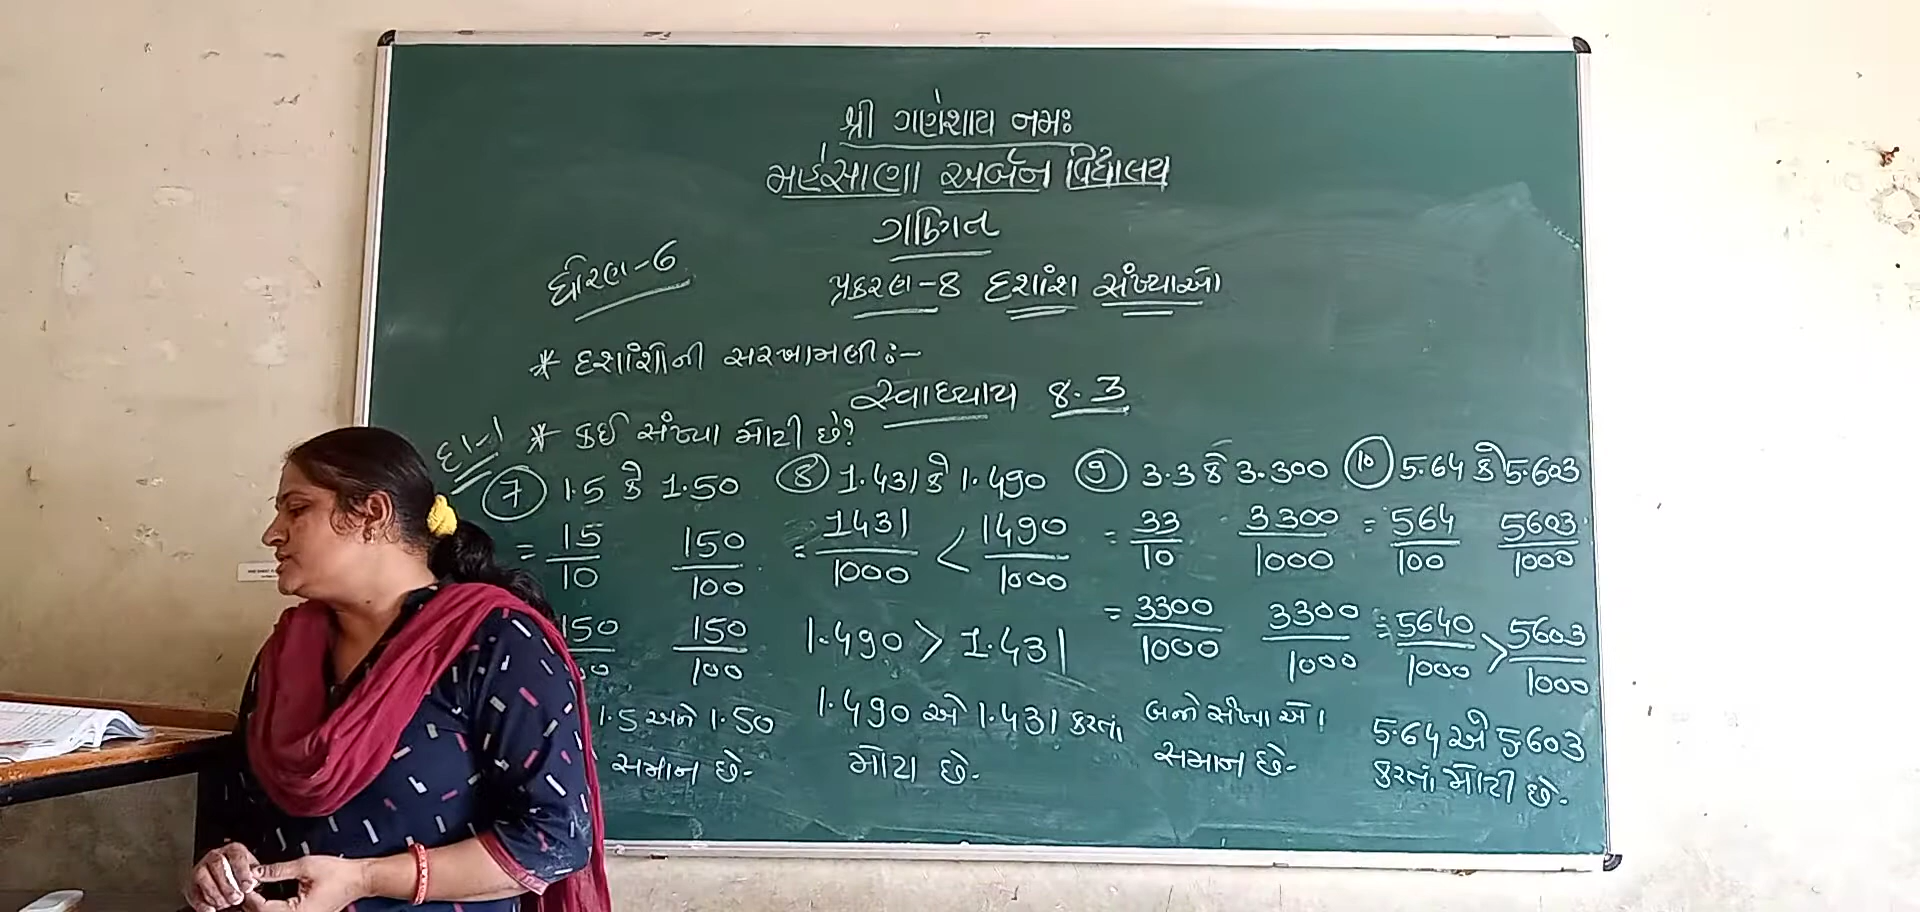 શ્રી ગણેશાય નમઃ
મહેસાણા અર્બન વિદ્યાલય
ગણિત
ધોરણ-6
પ્રકરણ-8 દશાંશ સંખ્યાઓ
* દશાંશોની સરખામણી :-
સ્વાધ્યાય 8.3
દા-1 * કઈ સંખ્યા મોટી છે?
7 1.5 કે 1.50
= 15/10 150/100
150/ 150/100
1.5 અને 1.50
સમાન છે.
8 1.431 કે 1.490
= 1431/1000 < 1490/1000
1.490 > 1.431
1.490 એ 1.431 કરતાં
મોટા છે.
9 3.3 કે 3.300
= 33/10 3300/1000
= 3300/1000 3300/1000
બન્ને સંખ્યા એ
સમાન છે.
10 5.64 કે 5.603
= 564/100 5603/1000
= 5640/1000 > 5603/1000
5.64 એ 5.603
કરતાં મોટી છે.